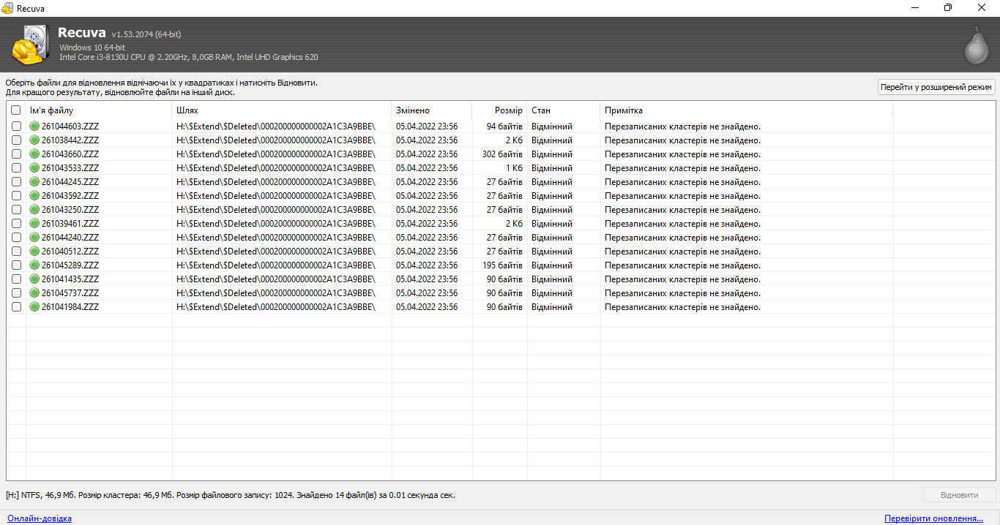 Recuva
Recuva v1.53.2074 (64-bit)
Windows 10 64-bit
Intel Core i3-8130U CPU @ 2.20GHz, 8,0GB RAM, Intel UHD Graphics 620
Оберіть файли для відновлення відмічаючи їх у квадратиках і натисніть Відновити.
Для кращого результату, відновлюйте файли на інший диск.
Перейти у розширений режим
Ім'я файлу Шлях Змінено Розмір Стан Примітка
261044603.ZZZ H:\$Extend\$Deleted\000200000000002A1C3A9BBE\ 05.04.2022 23:56 94 байтів Відмінний Перезаписаних кластерів не знайдено.
261038442.ZZZ H:\$Extend\$Deleted\000200000000002A1C3A9BBE\ 05.04.2022 23:56 2 Кб Відмінний Перезаписаних кластерів не знайдено.
261043660.ZZZ H:\$Extend\$Deleted\000200000000002A1C3A9BBE\ 05.04.2022 23:56 302 байтів Відмінний Перезаписаних кластерів не знайдено.
261043533.ZZZ H:\$Extend\$Deleted\000200000000002A1C3A9BBE\ 05.04.2022 23:56 1 Кб Відмінний Перезаписаних кластерів не знайдено.
261044245.ZZZ H:\$Extend\$Deleted\000200000000002A1C3A9BBE\ 05.04.2022 23:56 27 байтів Відмінний Перезаписаних кластерів не знайдено.
261043592.ZZZ H:\$Extend\$Deleted\000200000000002A1C3A9BBE\ 05.04.2022 23:56 27 байтів Відмінний Перезаписаних кластерів не знайдено.
261043250.ZZZ H:\$Extend\$Deleted\000200000000002A1C3A9BBE\ 05.04.2022 23:56 27 байтів Відмінний Перезаписаних кластерів не знайдено.
261039461.ZZZ H:\$Extend\$Deleted\000200000000002A1C3A9BBE\ 05.04.2022 23:56 2 Кб Відмінний Перезаписаних кластерів не знайдено.
261044240.ZZZ H:\$Extend\$Deleted\000200000000002A1C3A9BBE\ 05.04.2022 23:56 27 байтів Відмінний Перезаписаних кластерів не знайдено.
261040512.ZZZ H:\$Extend\$Deleted\000200000000002A1C3A9BBE\ 05.04.2022 23:56 27 байтів Відмінний Перезаписаних кластерів не знайдено.
261045289.ZZZ H:\$Extend\$Deleted\000200000000002A1C3A9BBE\ 05.04.2022 23:56 195 байтів Відмінний Перезаписаних кластерів не знайдено.
261041435.ZZZ H:\$Extend\$Deleted\000200000000002A1C3A9BBE\ 05.04.2022 23:56 90 байтів Відмінний Перезаписаних кластерів не знайдено.
261045737.ZZZ H:\$Extend\$Deleted\000200000000002A1C3A9BBE\ 05.04.2022 23:56 90 байтів Відмінний Перезаписаних кластерів не знайдено.
261041984.ZZZ H:\$Extend\$Deleted\000200000000002A1C3A9BBE\ 05.04.2022 23:56 90 байтів Відмінний Перезаписаних кластерів не знайдено.
[H:] NTFS, 46,9 Мб. Розмір кластера: 46,9 Мб. Розмір файлового запису: 1024. Знайдено 14 файл(ів) за 0.01 секунда сек.
Відновити
Онлайн-довідка
Перевірити оновлення...